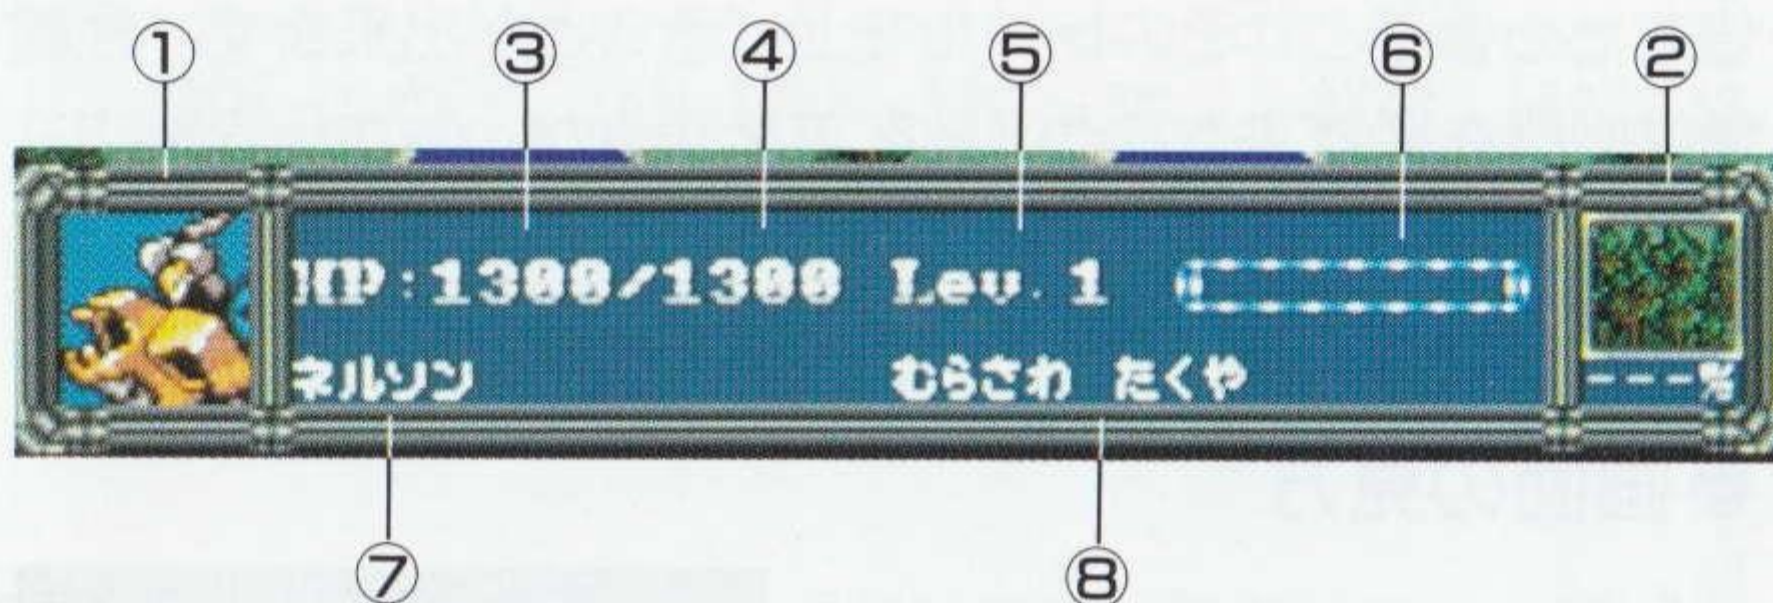 ① ③ ④ ⑤ ⑥ ②
HP:1300/1300 Lev. 1
ネルソン むらさわ たくや
---%
⑦ ⑧